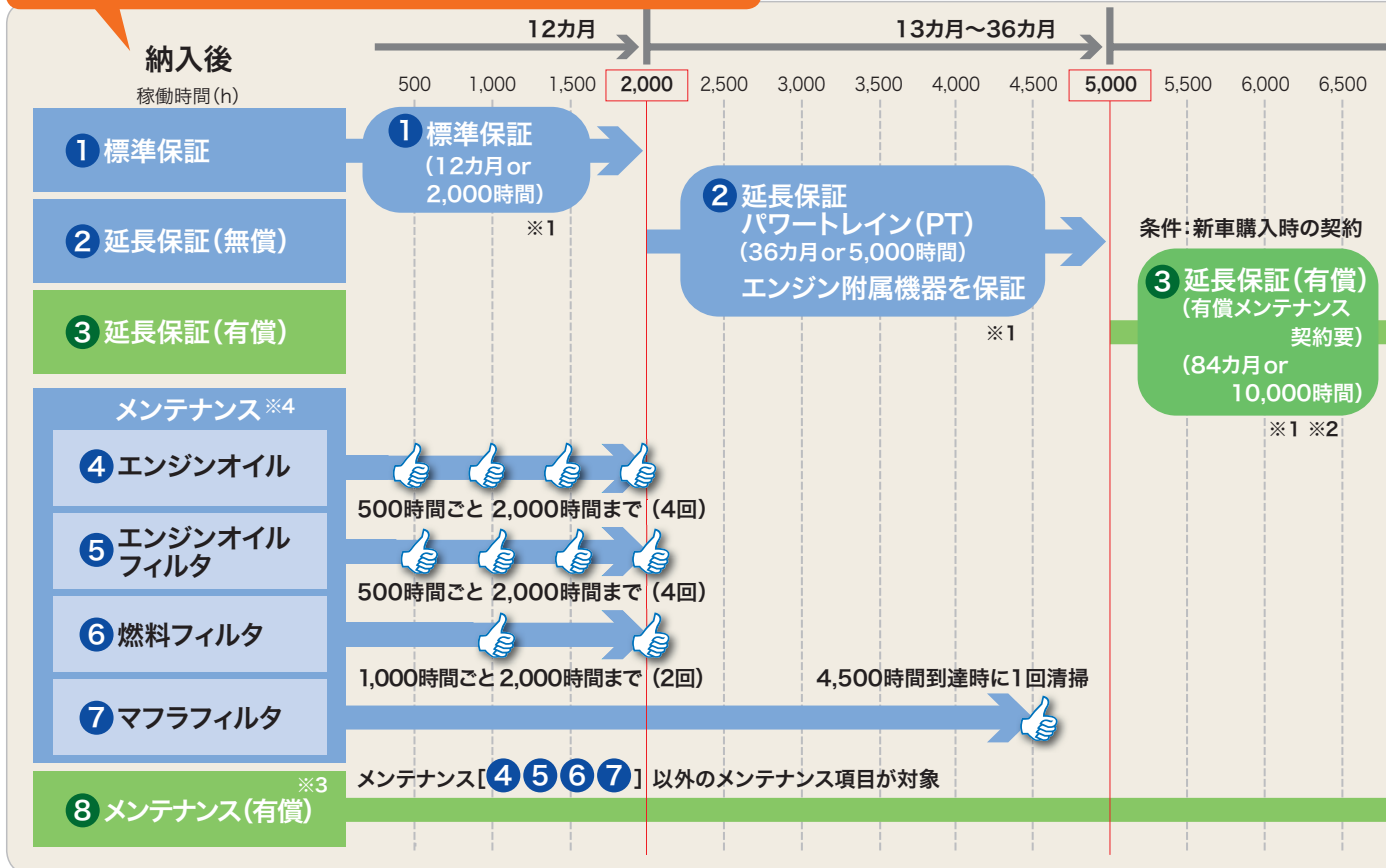 12カ月
13カ月〜36カ月
納入後
稼働時間(h)
500 1,000 1,500 2,000 2,500 3,000 3,500 4,000 4,500 5,000 5,500 6,000 6,500
1 標準保証
1 標準保証
(12カ月or
2,000時間)
※1
2 延長保証(無償)
2 延長保証
パワートレイン(PT)
(36カ月or5,000時間)
エンジン附属機器を保証
※1
条件:新車購入時の契約
3 延長保証(有償)
3 延長保証(有償)
(有償メンテナンス
契約要)
(84カ月or
10,000時間)
※1 ※2
メンテナンス※4
4 エンジンオイル
500時間ごと 2,000時間まで (4回)
5 エンジンオイル
フィルタ
500時間ごと 2,000時間まで (4回)
6 燃料フィルタ
1,000時間ごと2,000時間まで (2回)
4,500時間到達時に1回清掃
7 マフラフィルタ
メンテナンス[4 5 6 7] 以外のメンテナンス項目が対象
※3
8 メンテナンス(有償)